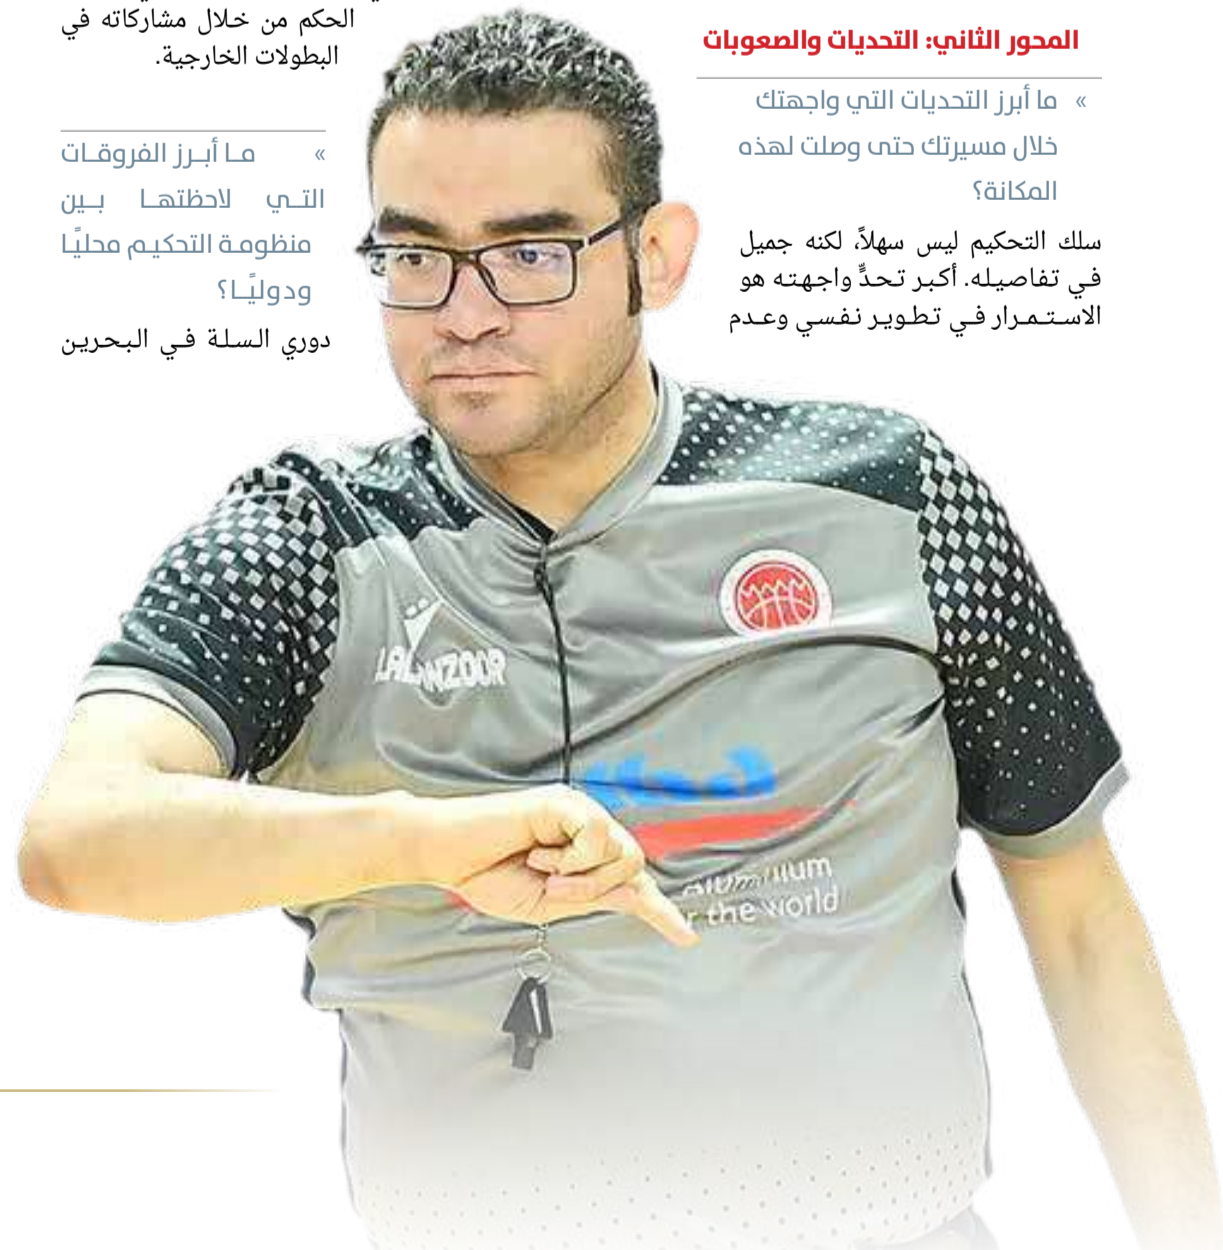 المحور الثاني: التحديات والصعوبات
» ما أبرز التحديات التي واجهتك
خلال مسيرتك حتى وصلت لهذه
المكانة؟
سلك التحكيم ليس سهلاً، لكنه جميل
في تفاصيله. أكبر تحدٍّ واجهته هو
الاستمرار في تطوير نفسي وعدم
الحكم من خلال مشاركاته في
البطولات الخارجية.
» ما أبرز الفروقات
التي لاحظتها بين
منظومة التحكيم محليًا
ودوليًا؟
دوري السلة في البحرين
the world